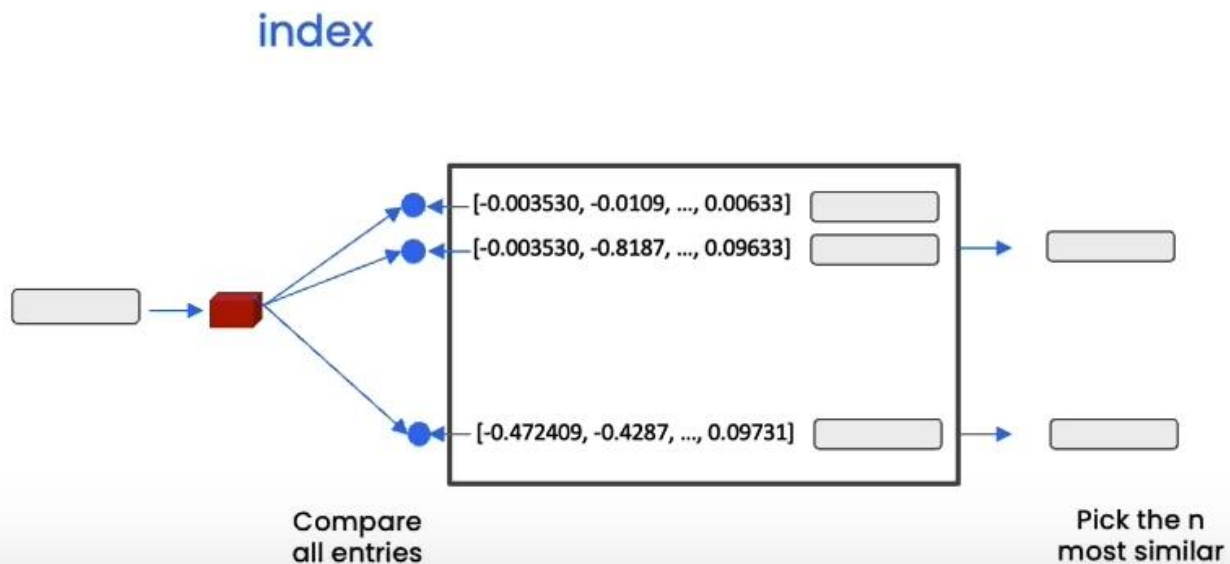 index
[-0.003530, -0.0109, ..., 0.00633]
[-0.003530, -0.8187, ..., 0.09633]
[-0.472409, -0.4287, ..., 0.09731]
Compare
all entries
Pick the n
most similar